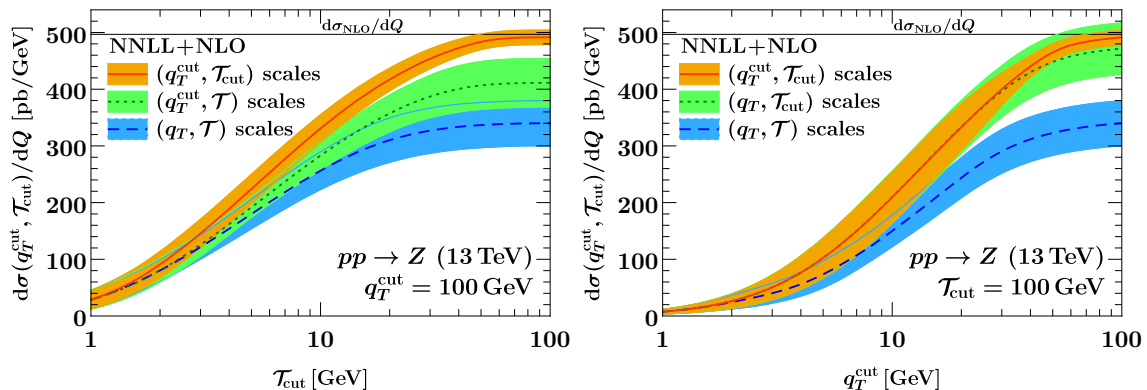 dσ_NLO/dQ
NNLL+NLO
(q_T^cut, 𝒯_cut) scales
(q_T^cut, 𝒯) scales
(q_T, 𝒯) scales
pp → Z (13 TeV)
q_T^cut = 100 GeV
dσ(q_T^cut, 𝒯_cut)/dQ [pb/GeV]
500
400
300
200
100
0
1
10
100
𝒯_cut [GeV]
dσ_NLO/dQ
NNLL+NLO
(q_T^cut, 𝒯_cut) scales
(q_T, 𝒯_cut) scales
(q_T, 𝒯) scales
pp → Z (13 TeV)
𝒯_cut = 100 GeV
dσ(q_T^cut, 𝒯_cut)/dQ [pb/GeV]
500
400
300
200
100
0
1
10
100
q_T^cut [GeV]